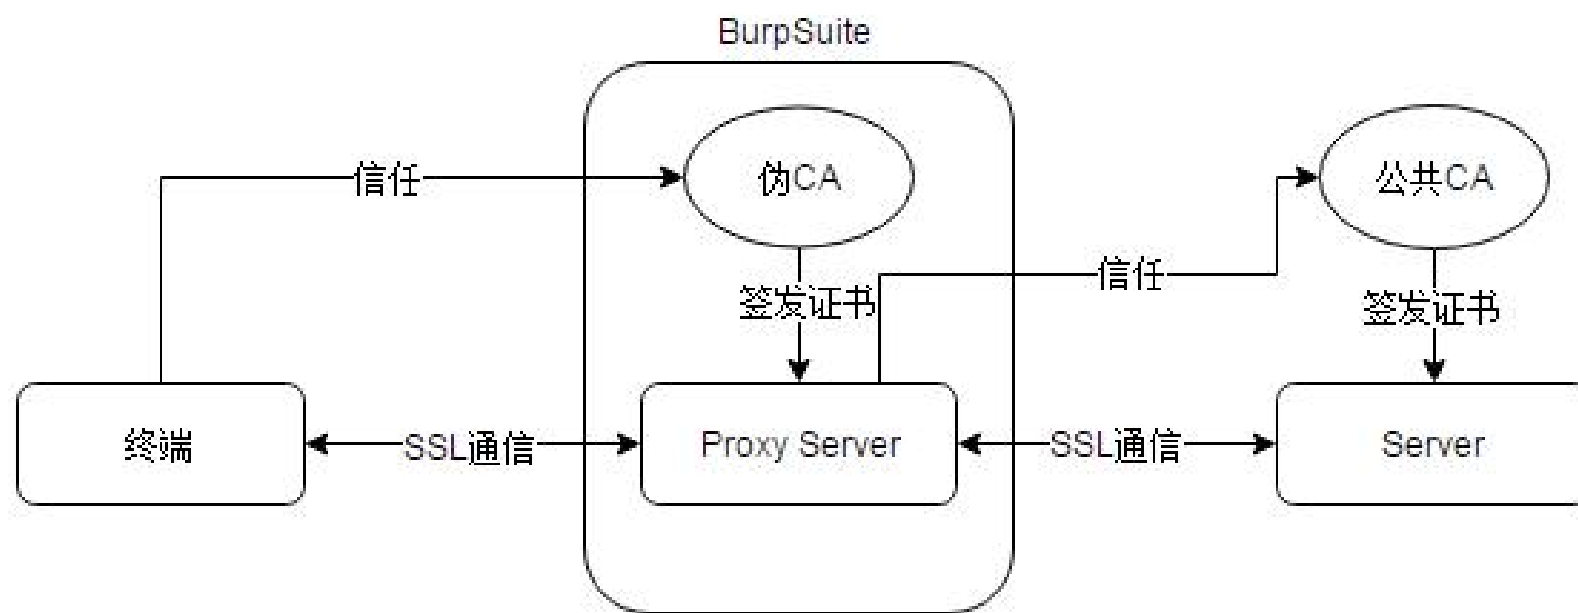 BurpSuite
信任
伪CA
公共CA
信任
签发证书
签发证书
终端
SSL通信
Proxy Server
SSL通信
Server